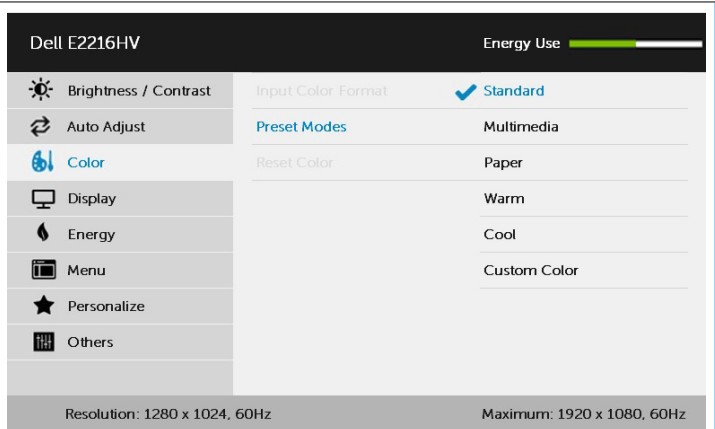 Dell E2216HV
Energy Use
Brightness / Contrast
Input Color Format
Standard
Auto Adjust
Preset Modes
Multimedia
Color
Reset Color
Paper
Display
Warm
Energy
Cool
Menu
Custom Color
Personalize
Others
Resolution: 1280 x 1024, 60Hz
Maximum: 1920 x 1080, 60Hz